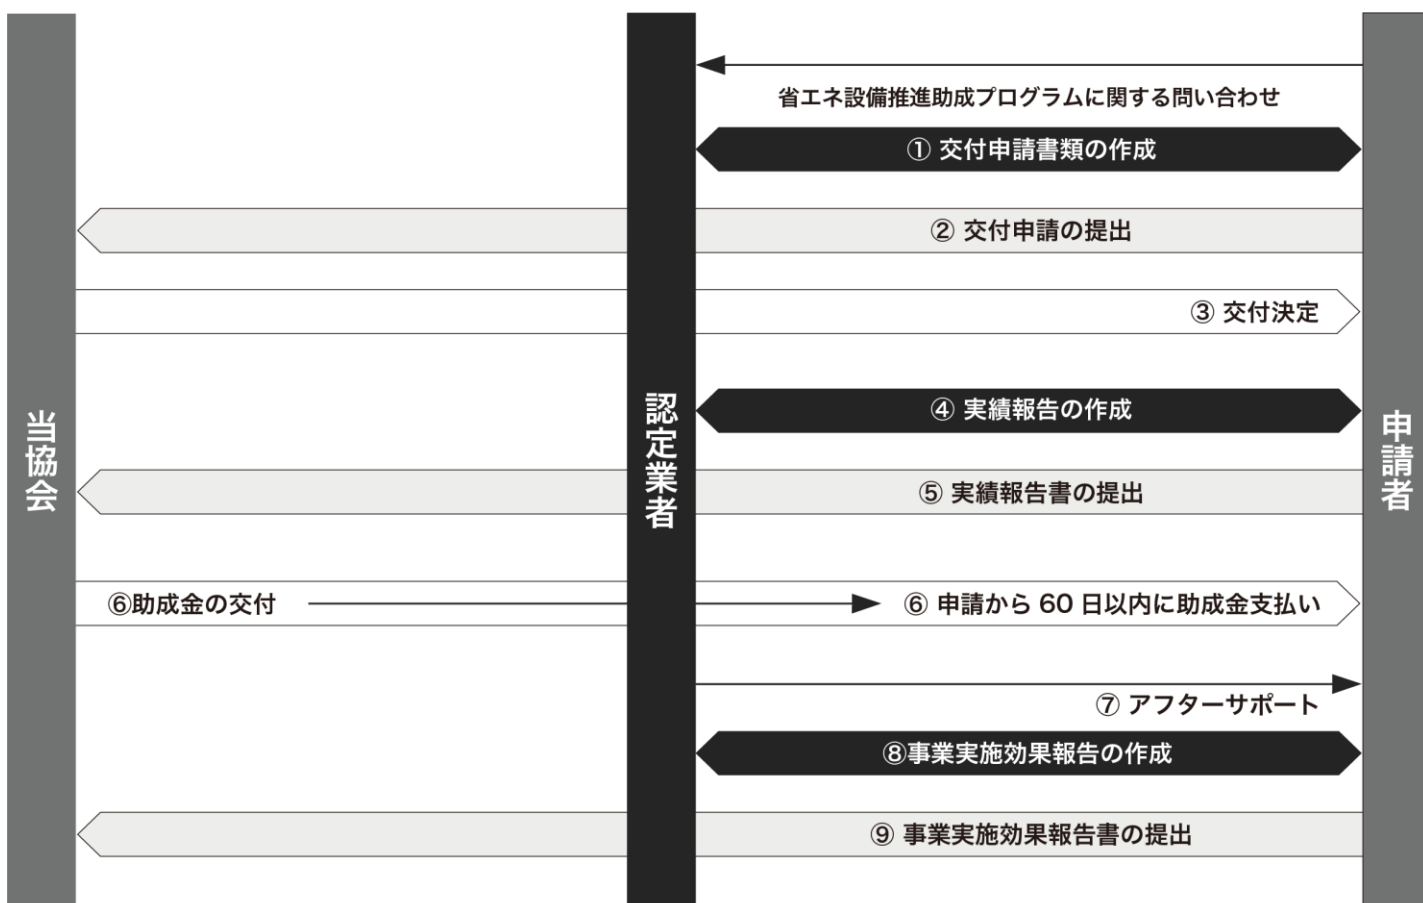 省エネ設備推進助成プログラムに関する問い合わせ
① 交付申請書類の作成
② 交付申請の提出
③ 交付決定
④ 実績報告の作成
当協会
認定業者
申請者
⑤ 実績報告書の提出
⑥助成金の交付
⑥ 申請から 60 日以内に助成金支払い
⑦ アフターサポート
⑧事業実施効果報告の作成
⑨ 事業実施効果報告書の提出